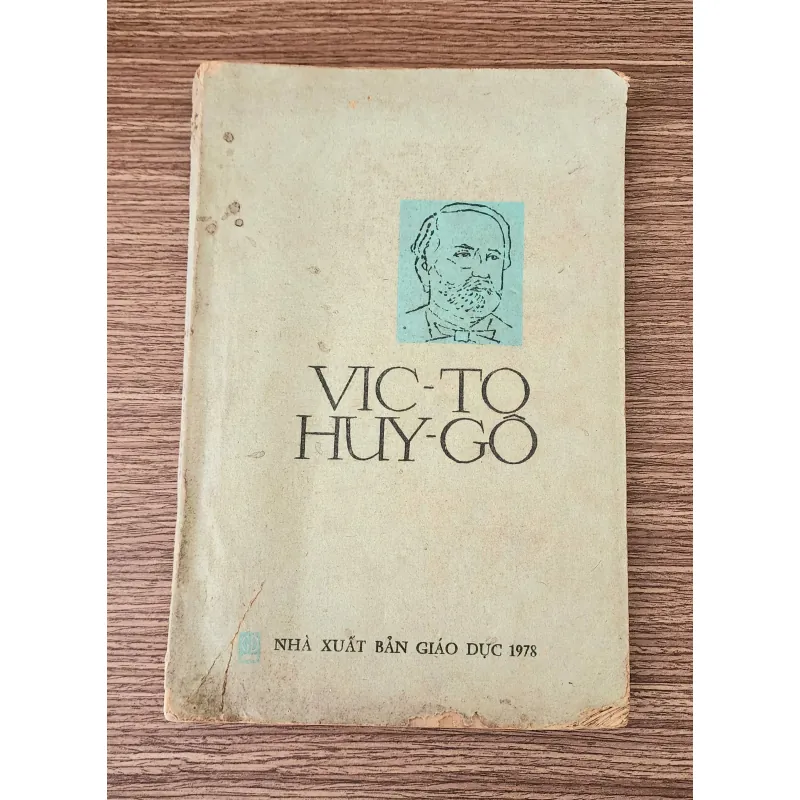 VIC-TO
HUY-GÔ
NHÀ XUẤT BẢN GIÁO DỤC 1978